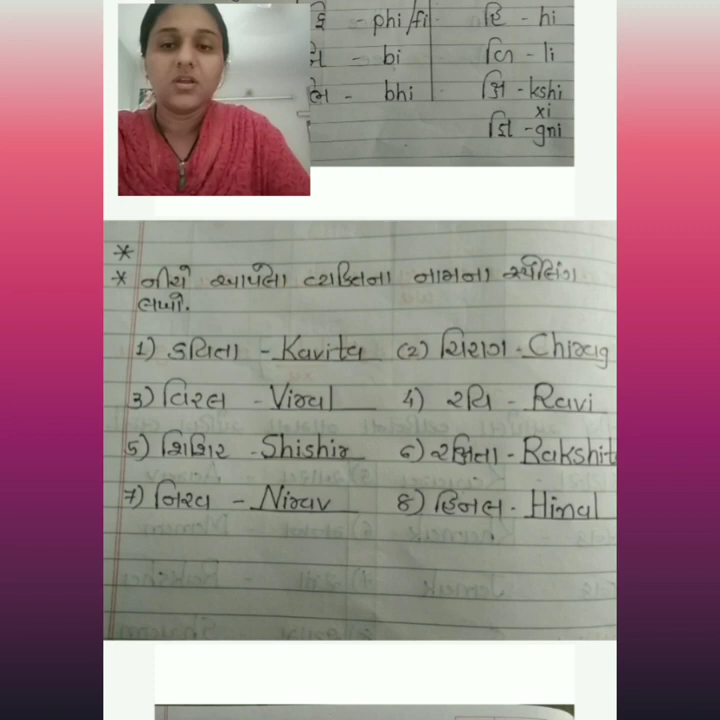 ફિ - phi/fi હિ - hi
બિ - bi લિ - li
ભિ - bhi ક્ષિ - kshi
xi
જ્ઞિ - gni
*
* નીચે આપેલા વ્યક્તિના નામના સ્પેલિંગ
લખો.
1) કવિતા - Kavita (2) ચિરાગ - Chirag
3) વિરલ - Viral 4) રવિ - Ravi
5) શિશિર - Shishir ૬) રક્ષિતા - Rakshit
7) નિરવ - Nirav 8) હિનલ - Hinal